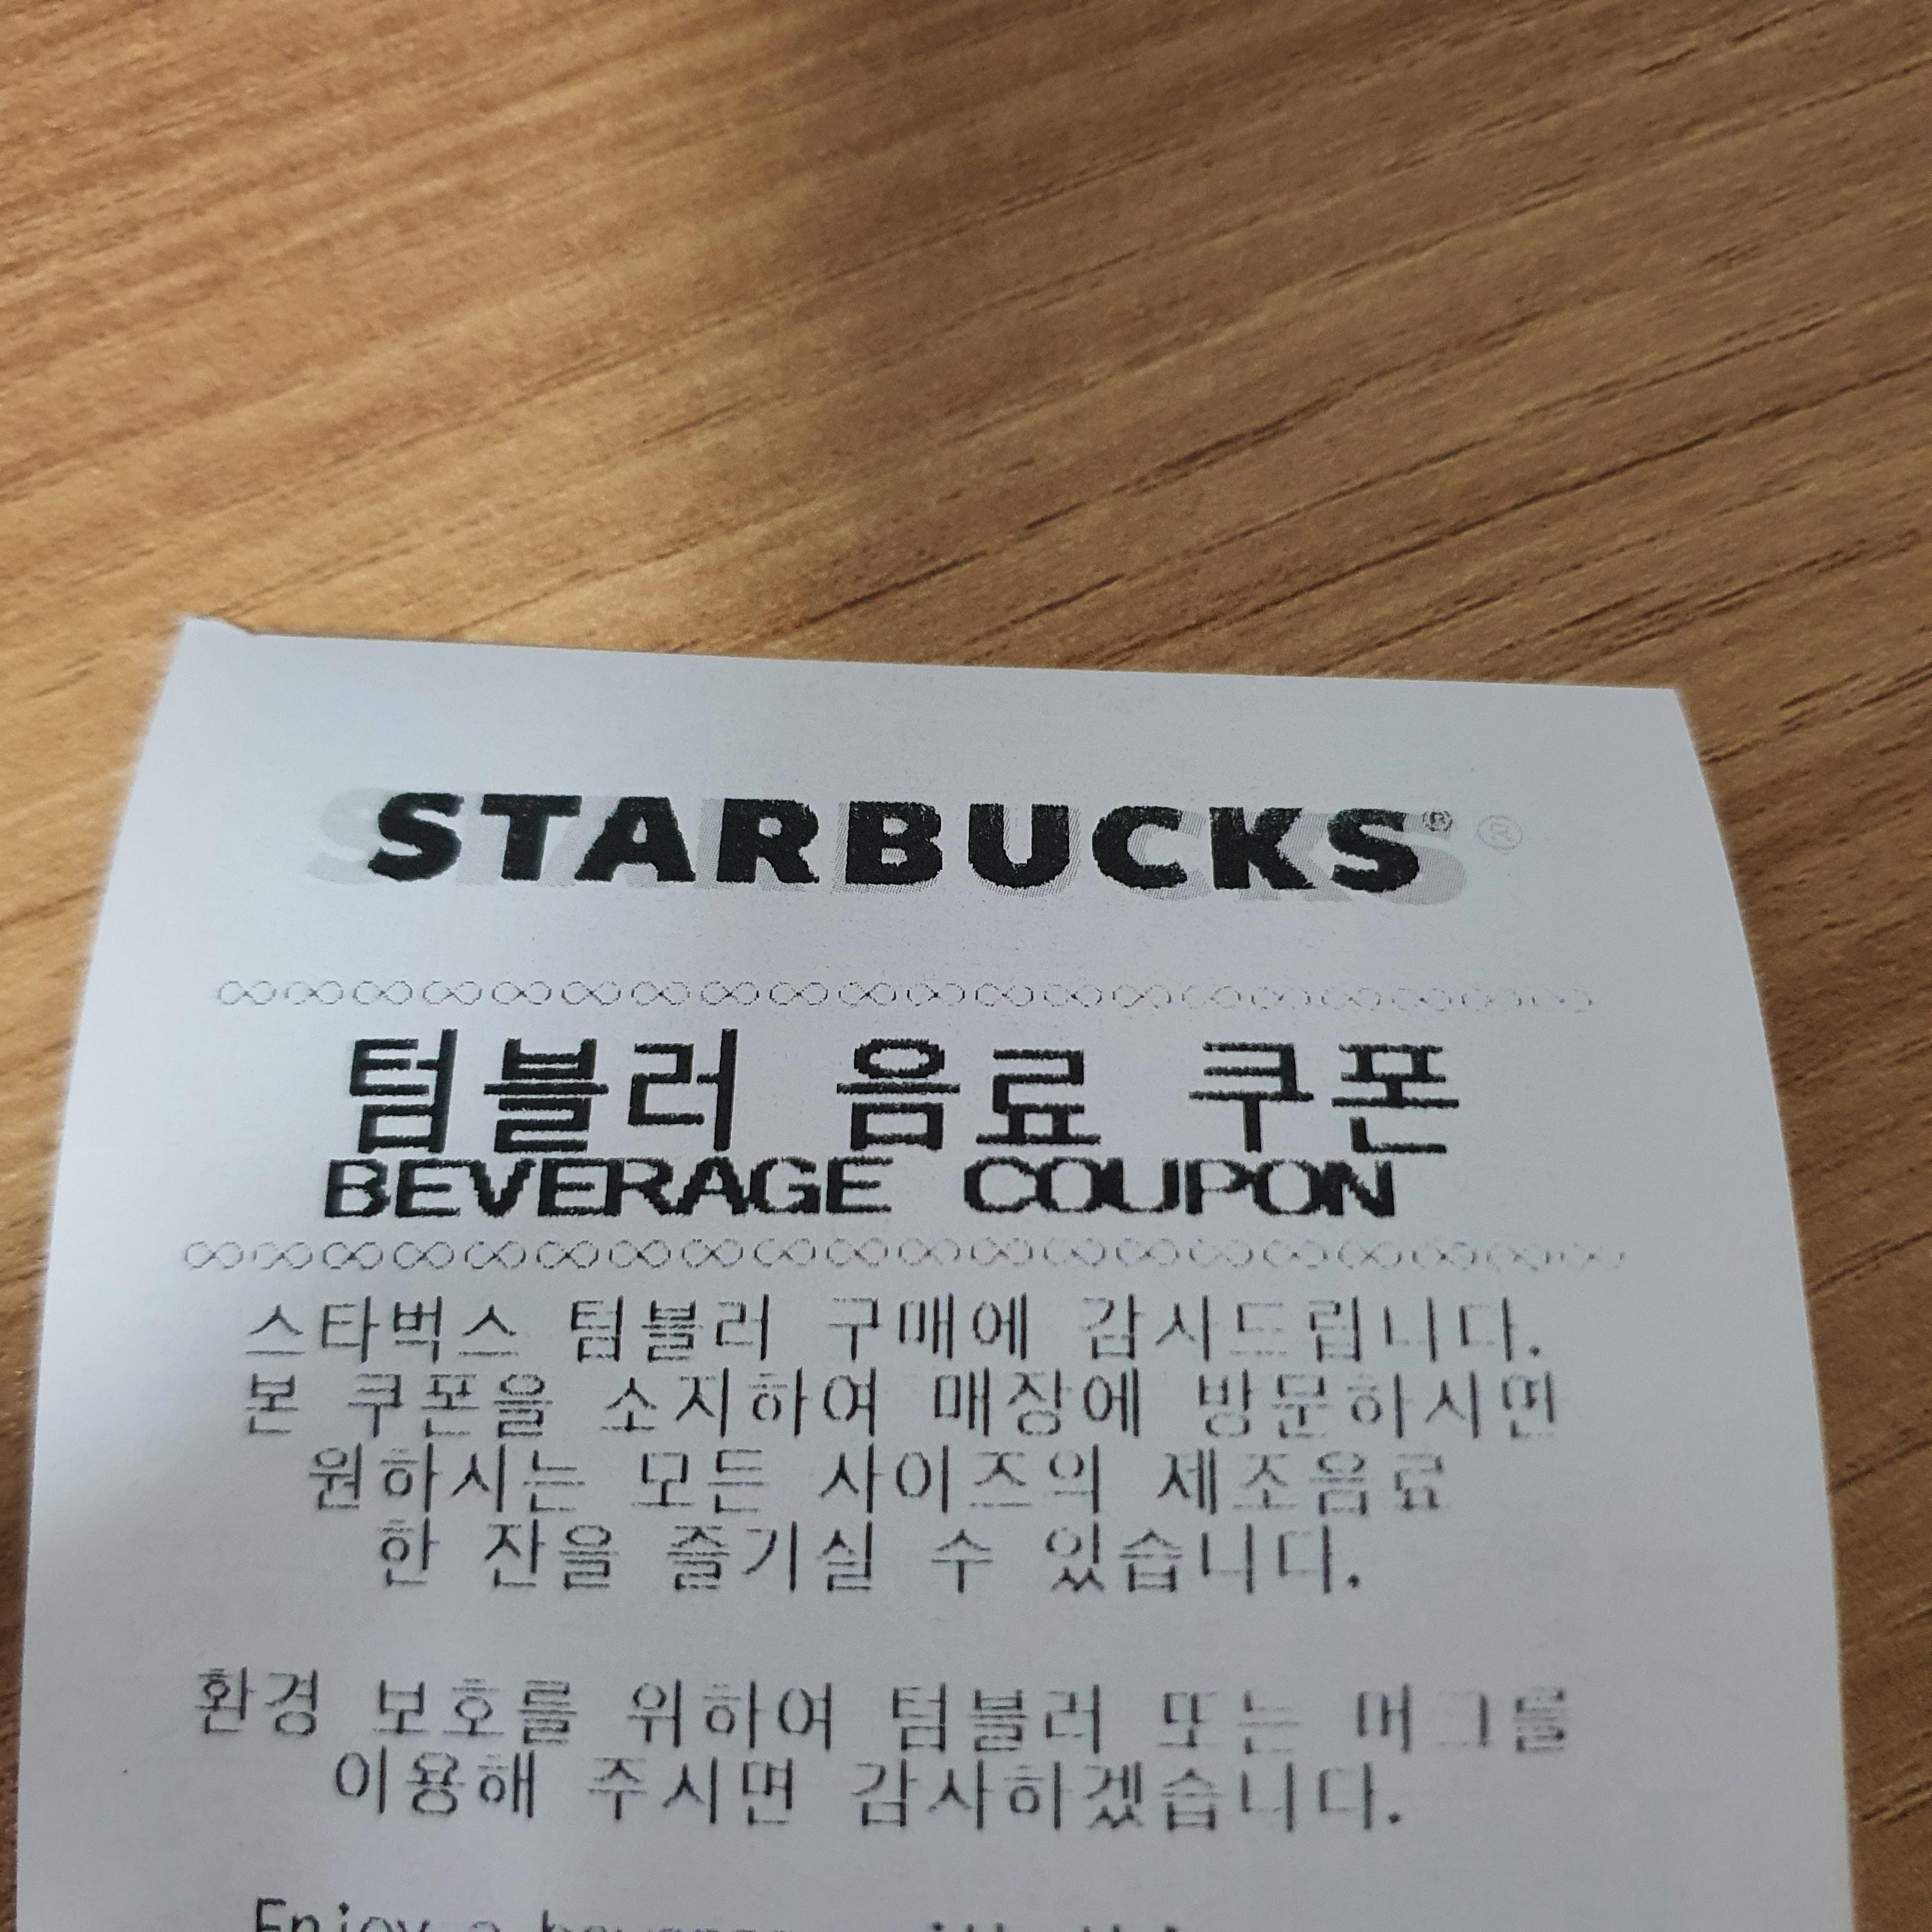 STARBUCKS®
∞∞∞∞∞∞∞∞∞∞∞∞∞∞∞∞∞∞∞∞
텀블러 음료 쿠폰
BEVERAGE COUPON
∞∞∞∞∞∞∞∞∞∞∞∞∞∞∞∞∞∞∞∞
스타벅스 텀블러 구매에 감사드립니다.
본 쿠폰을 소지하여 매장에 방문하시면
원하시는 모든 사이즈의 제조음료
한 잔을 즐기실 수 있습니다.
환경 보호를 위하여 텀블러 또는 머그를
이용해 주시면 감사하겠습니다.
Enjoy a